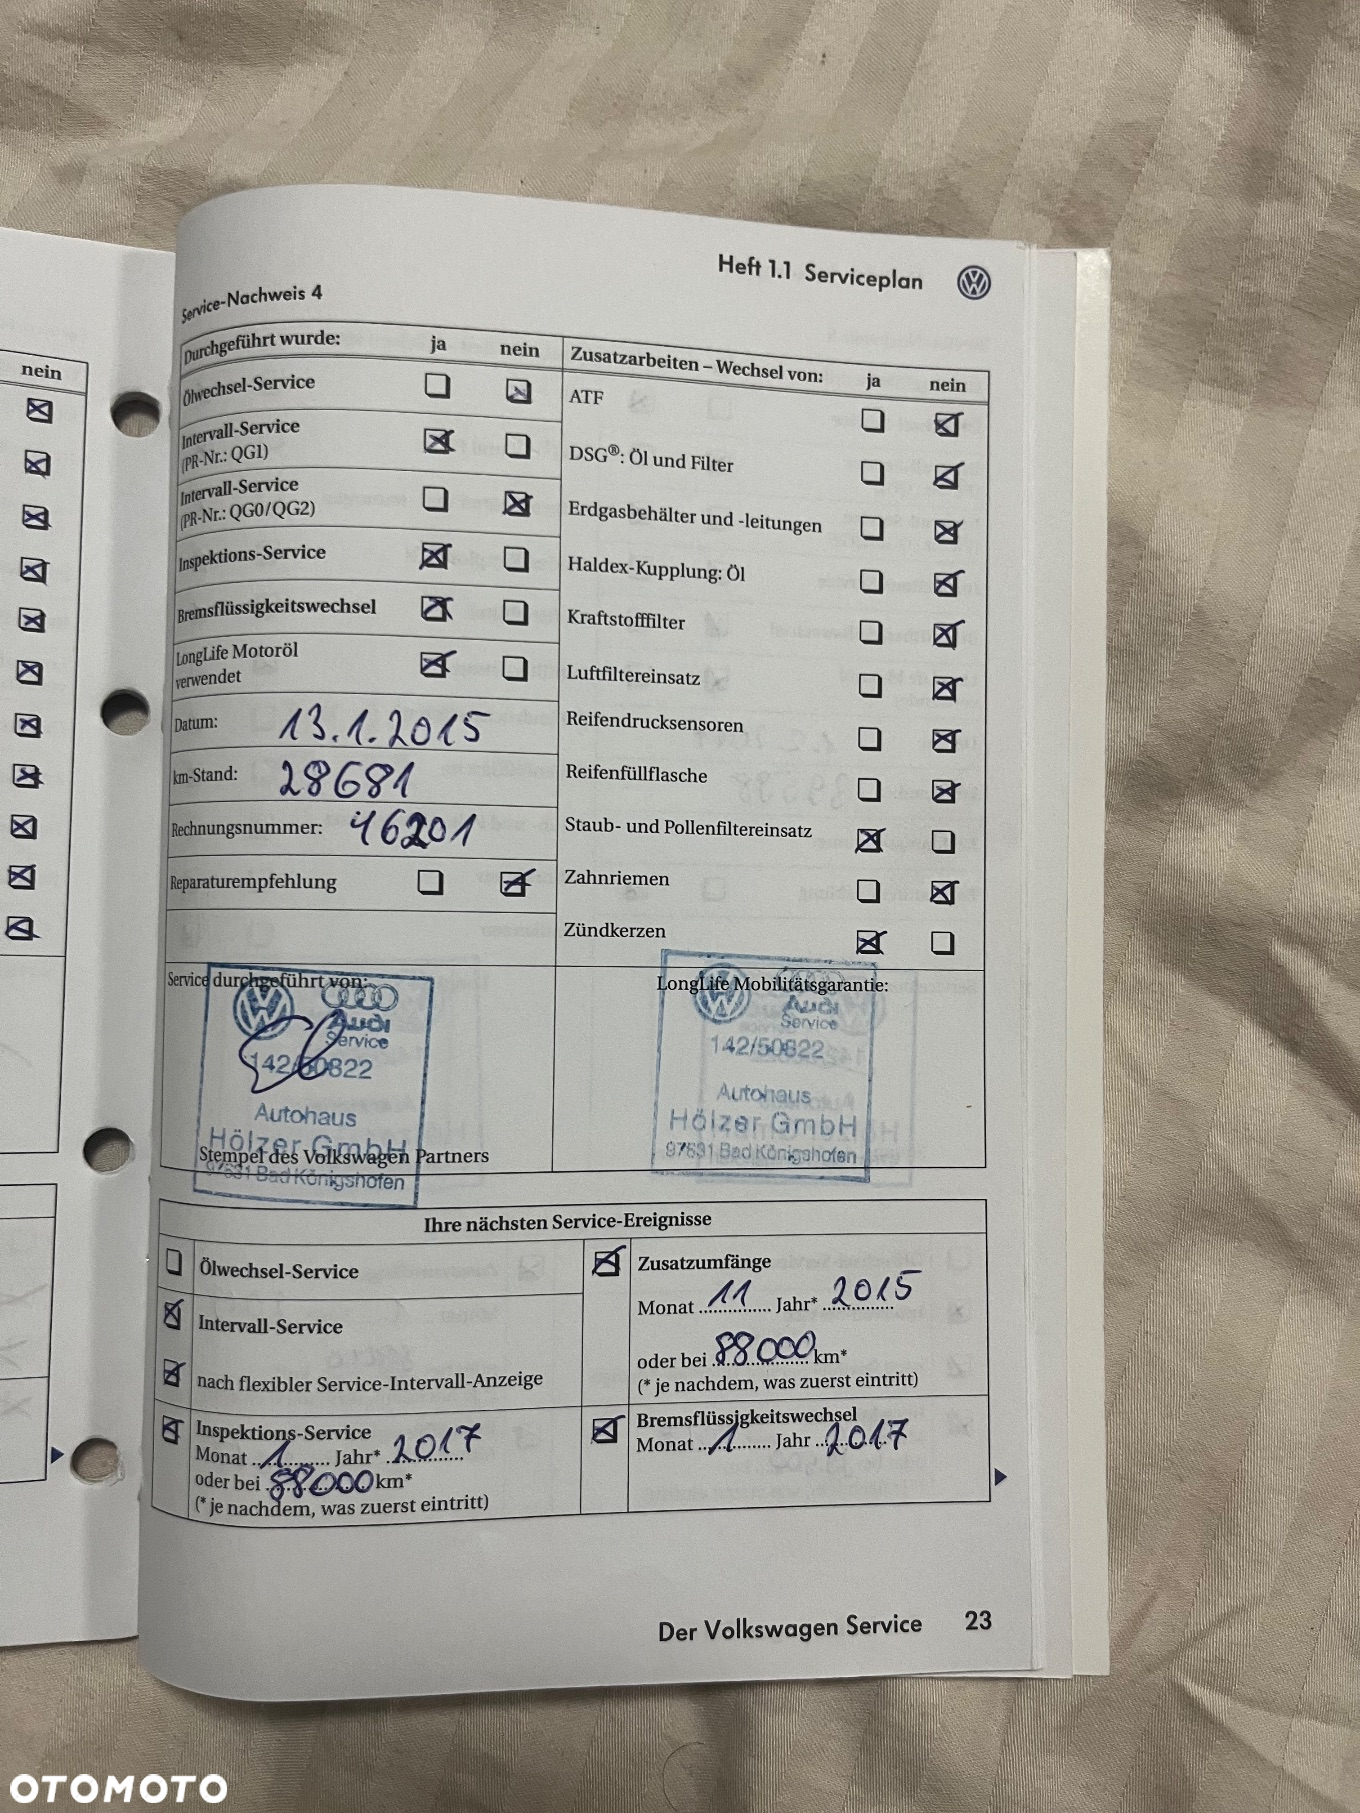 Heft 1.1 Serviceplan
Service-Nachweis 4
nein
Durchgeführt wurde: ja nein
Ölwechsel-Service
Intervall-Service
(PR-Nr.: QG1)
Intervall-Service
(PR-Nr.: QG0/QG2)
Inspektions-Service
Bremsflüssigkeitswechsel
LongLife Motoröl
verwendet
Datum: 13.1.2015
km-Stand: 28681
Rechnungsnummer: 46201
Reparaturempfehlung
Zusatzarbeiten – Wechsel von: ja nein
ATF
DSG®: Öl und Filter
Erdgasbehälter und -leitungen
Haldex-Kupplung: Öl
Kraftstofffilter
Luftfiltereinsatz
Reifendrucksensoren
Reifenfüllflasche
Staub- und Pollenfiltereinsatz
Zahnriemen
Zündkerzen
Service durchgeführt von:
Audi
Service
142/50822
Autohaus
Hölzer GmbH
Stempel des Volkswagen Partners
97631 Bad Königshofen
LongLife Mobilitätsgarantie:
Audi
Service
142/50822
Autohaus
Hölzer GmbH
97631 Bad Königshofen
Ihre nächsten Service-Ereignisse
Ölwechsel-Service
Intervall-Service
nach flexibler Service-Intervall-Anzeige
Inspektions-Service
Monat 1 Jahr* 2017
oder bei 88000 km*
(* je nachdem, was zuerst eintritt)
Zusatzumfänge
Monat 11 Jahr* 2015
oder bei 88000 km*
(* je nachdem, was zuerst eintritt)
Bremsflüssigkeitswechsel
Monat 1 Jahr 2017
Der Volkswagen Service 23
OTOMOTO